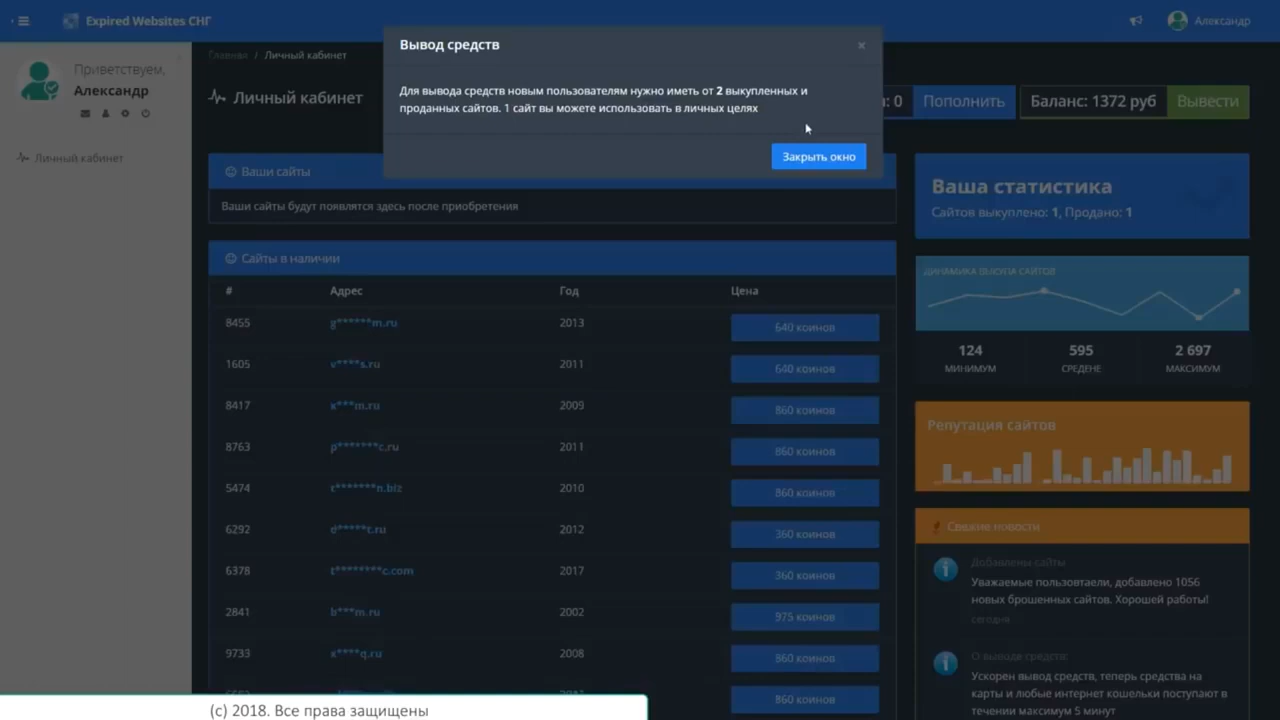 Expired Websites СНГ
Александр
Приветствуем,
Александр
Личный кабинет
Главная / Личный кабинет
Личный кабинет
Вывод средств
×
Для вывода средств новым пользователям нужно иметь от 2 выкупленных и
проданных сайтов. 1 сайт вы можете использовать в личных целях
Закрыть окно
: 0
Пополнить
Баланс: 1372 руб
Вывести
Ваши сайты
Ваши сайты будут появлятся здесь после приобретения
Сайты в наличии
# Адрес Год Цена
8455 g******m.ru 2013 640 коинов
1605 v****s.ru 2011 640 коинов
8417 к***m.ru 2009 860 коинов
8763 p*******c.ru 2011 860 коинов
5474 t*******n.biz 2010 860 коинов
6292 d*****t.ru 2012 360 коинов
6378 t********c.com 2017 360 коинов
2841 b***m.ru 2002 975 коинов
9733 x****q.ru 2008 860 коинов
860 коинов
Ваша статистика
Сайтов выкуплено: 1, Продано: 1
ДИНАМИКА ВЫКУПА САЙТОВ
124 595 2 697
МИНИМУМ СРЕДЕНЕ МАКСИМУМ
Репутация сайтов
Свежие новости
Добавлены сайты
Уважаемые пользовтаели, добавлено 1056
новых брошенных сайтов. Хорошей работы!
сегодня
О выводе средств
Ускорен вывод средств, теперь средства на
карты и любые интернет кошельки поступают в
течении максимум 5 минут
(c) 2018. Все права защищены